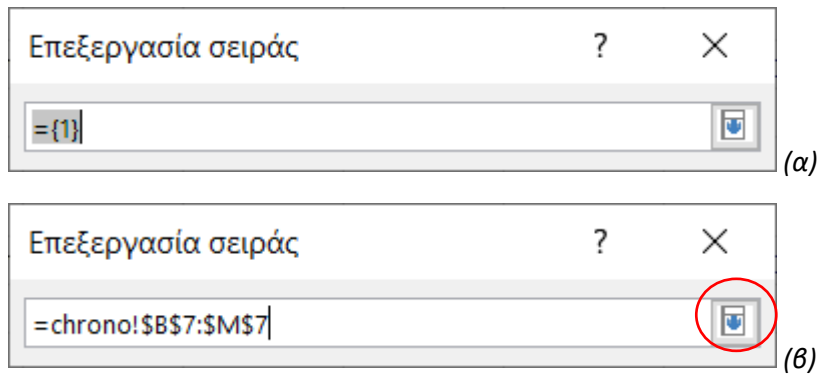 Επεξεργασία σειράς ?
={1}
(α)
Επεξεργασία σειράς ?
=chrono!$B$7:$M$7
(β)